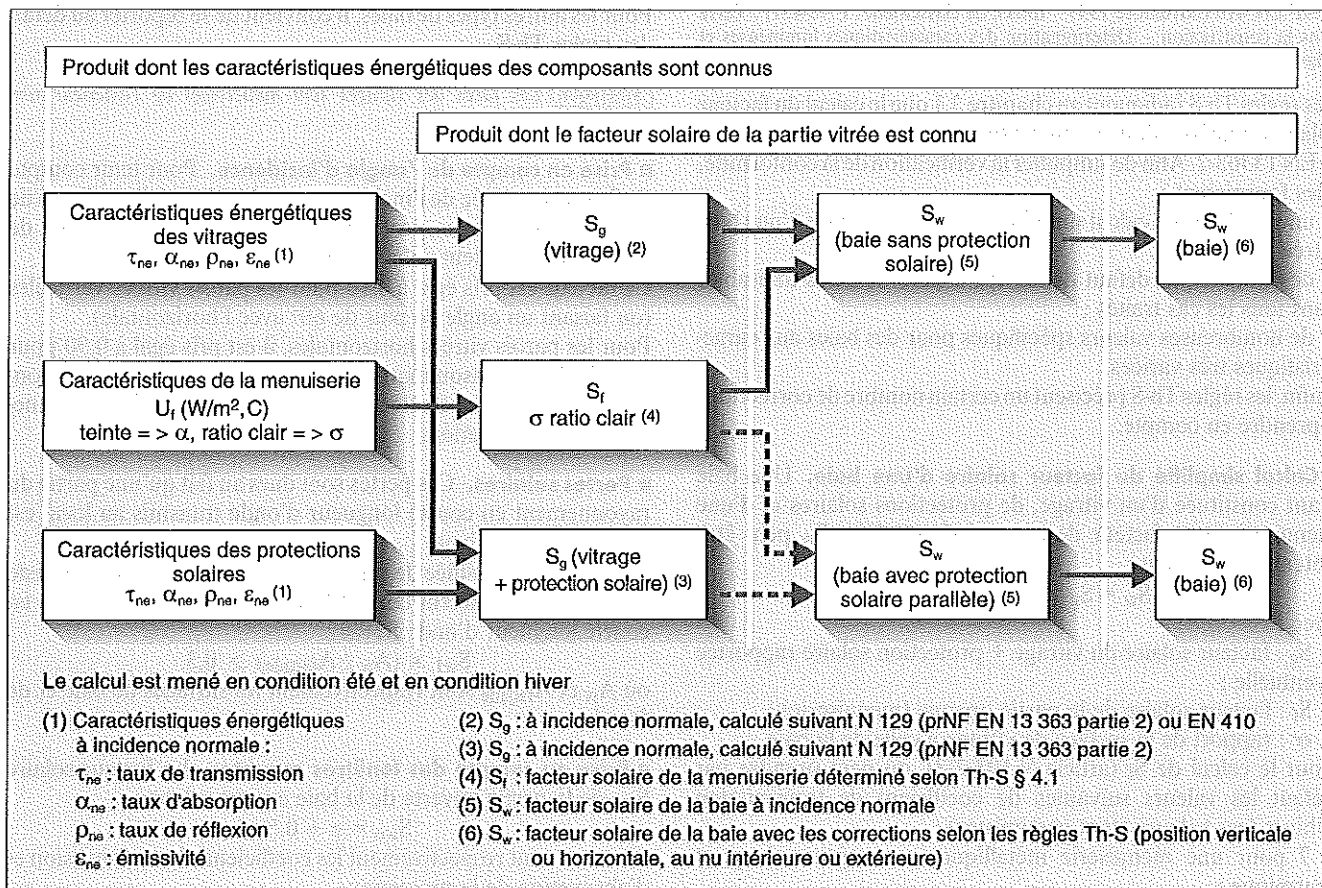 Produit dont les caractéristiques énergétiques des composants sont connus
Produit dont le facteur solaire de la partie vitrée est connu
Caractéristiques énergétiques
des vitrages
τne, αne, ρne, εne (1)
Sg
(vitrage) (2)
Sw
(baie sans protection
solaire) (5)
Sw
(baie) (6)
Caractéristiques de la menuiserie
Uf (W/m², C)
teinte = > α, ratio clair = > σ
Sf
σ ratio clair (4)
Caractéristiques des protections
solaires
τne, αne, ρne, εne (1)
Sg (vitrage
+ protection solaire) (3)
Sw
(baie avec protection
solaire parallèle) (5)
Sw
(baie) (6)
Le calcul est mené en condition été et en condition hiver
(1) Caractéristiques énergétiques
à incidence normale :
τne : taux de transmission
αne : taux d'absorption
ρne : taux de réflexion
εne : émissivité
(2) Sg : à incidence normale, calculé suivant N 129 (prNF EN 13 363 partie 2) ou EN 410
(3) Sg : à incidence normale, calculé suivant N 129 (prNF EN 13 363 partie 2)
(4) Sf : facteur solaire de la menuiserie déterminé selon Th-S § 4.1
(5) Sw : facteur solaire de la baie à incidence normale
(6) Sw : facteur solaire de la baie avec les corrections selon les règles Th-S (position verticale
ou horizontale, au nu intérieure ou extérieure)